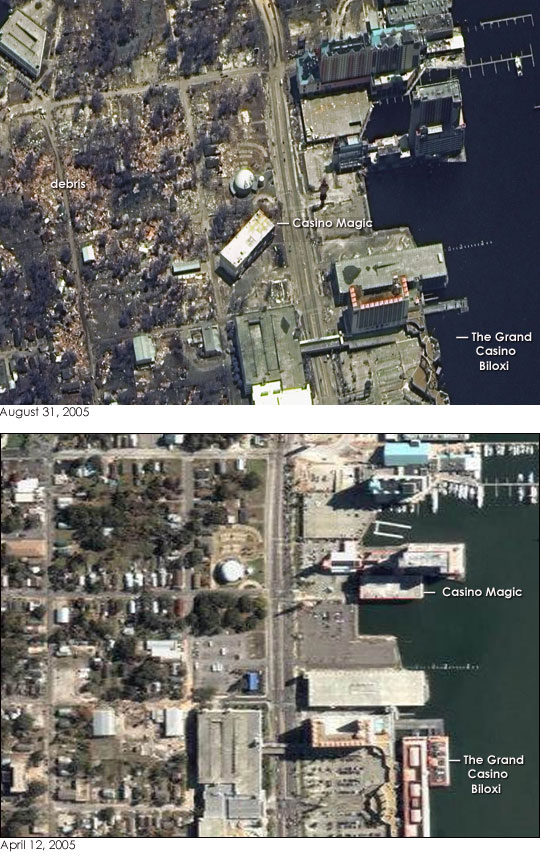 debris
Casino Magic
The Grand
Casino
Biloxi
August 31, 2005
Casino Magic
The Grand
Casino
Biloxi
April 12, 2005